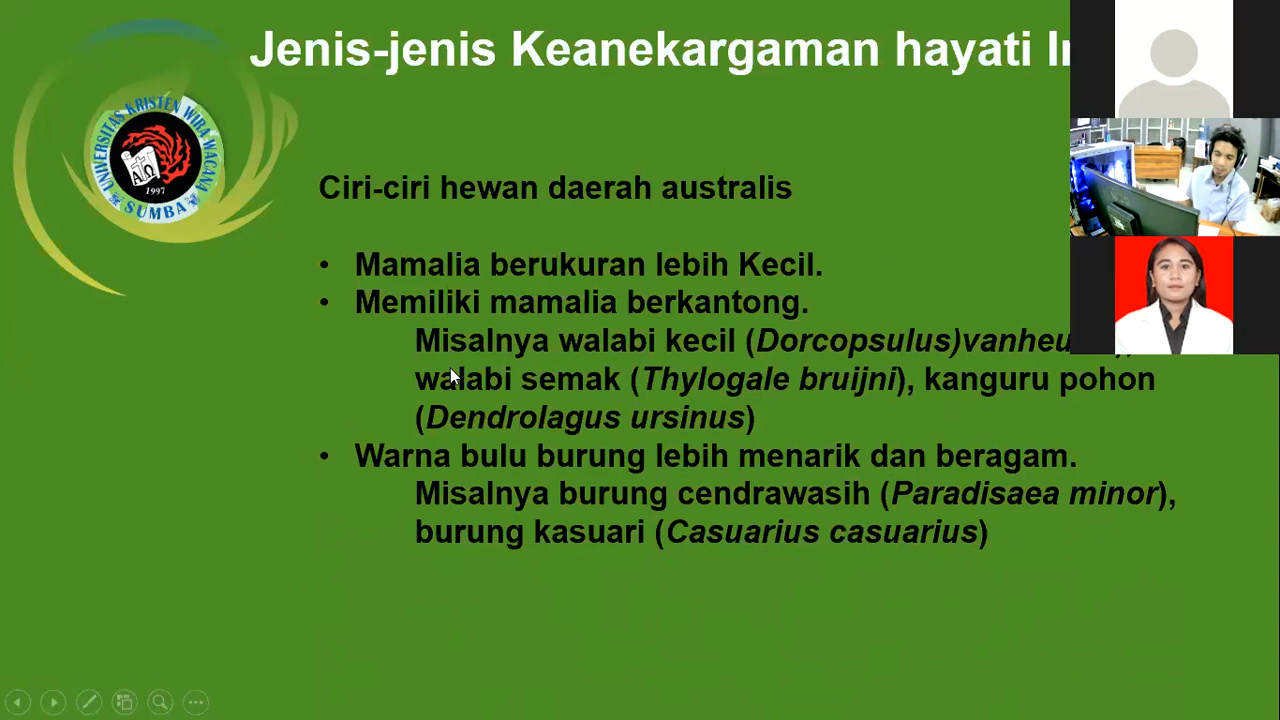 Jenis-jenis Keanekargaman hayati
UNIVERSITAS KRISTEN WIRA WACANA
SUMBA
1997
A Ω
Ciri-ciri hewan daerah australis
• Mamalia berukuran lebih Kecil.
• Memiliki mamalia berkantong.
Misalnya walabi kecil (Dorcopsulus)
walabi semak (Thylogale bruijni), kanguru pohon
(Dendrolagus ursinus)
• Warna bulu burung lebih menarik dan beragam.
Misalnya burung cendrawasih (Paradisaea minor),
burung kasuari (Casuarius casuarius)